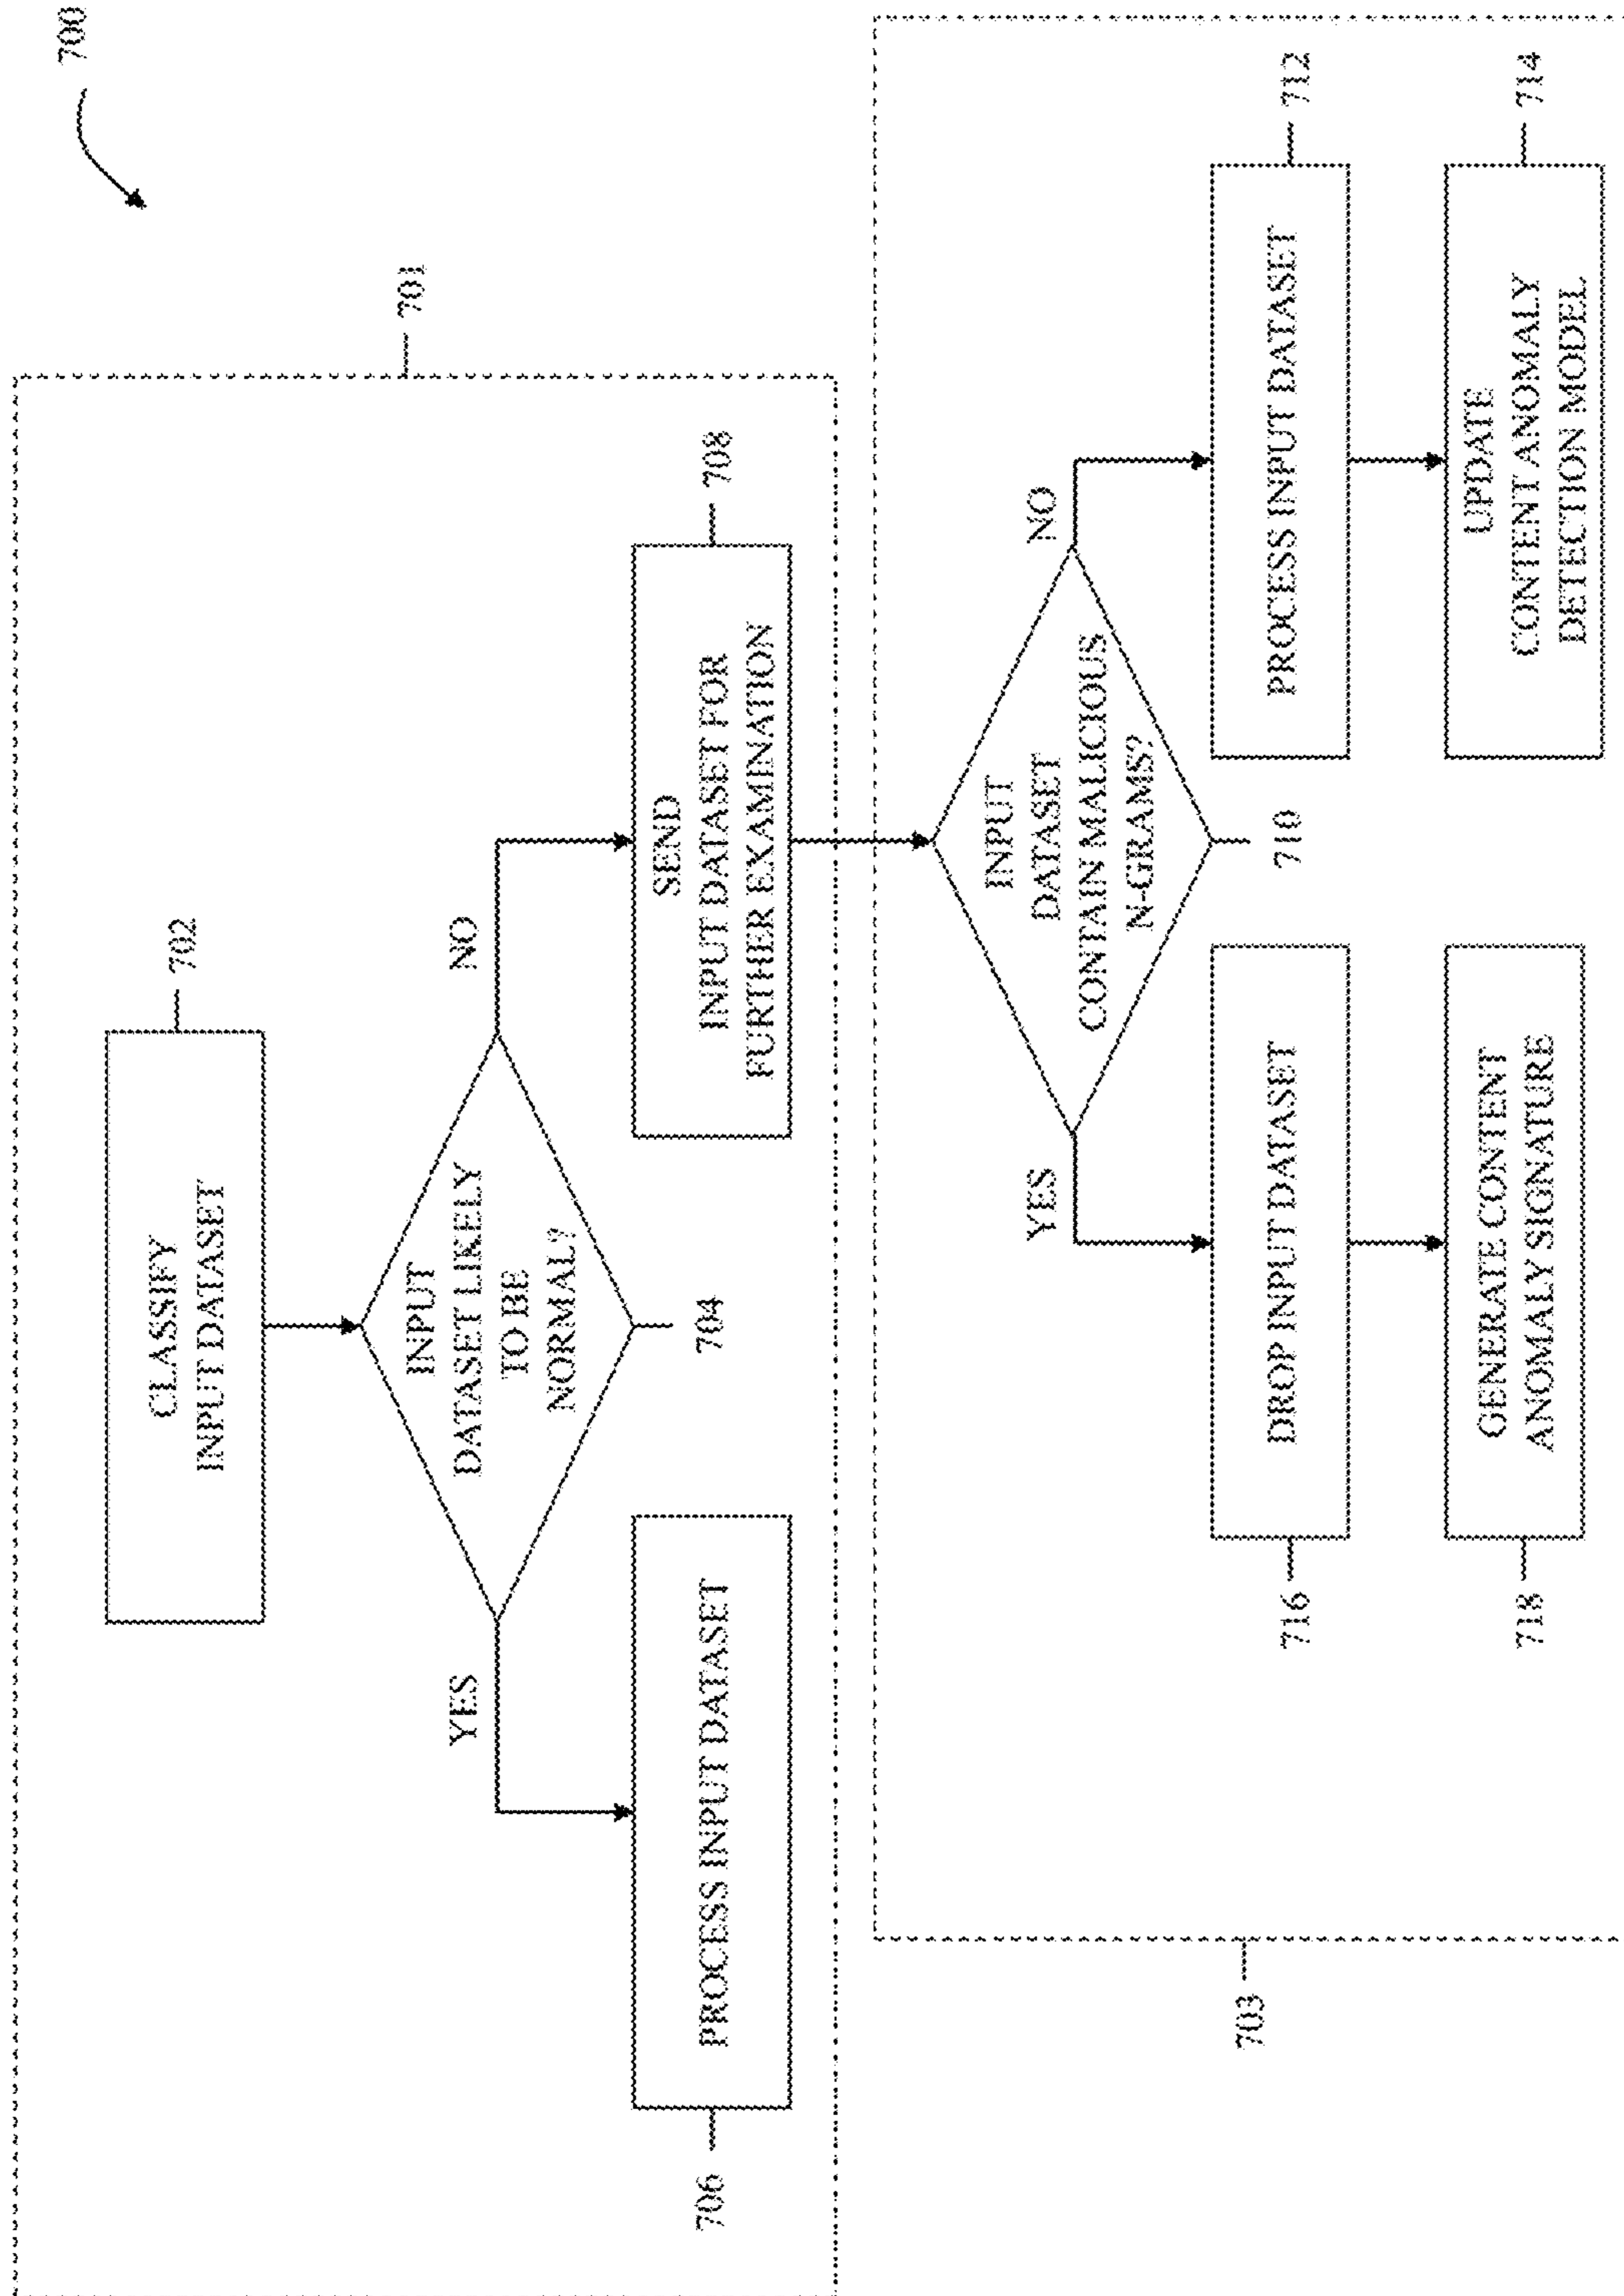 700
701
702
CLASSIFY
INPUT DATASET
INPUT
DATASET LIKELY
TO BE
NORMAL?
704
YES
NO
706
PROCESS INPUT DATASET
SEND
INPUT DATASET FOR
FURTHER EXAMINATION
708
703
INPUT
DATASET
CONTAIN MALICIOUS
N-GRAMS?
710
YES
NO
716
DROP INPUT DATASET
PROCESS INPUT DATASET
712
718
GENERATE CONTENT
ANOMALY SIGNATURE
UPDATE
CONTENT ANOMALY
DETECTION MODEL
714